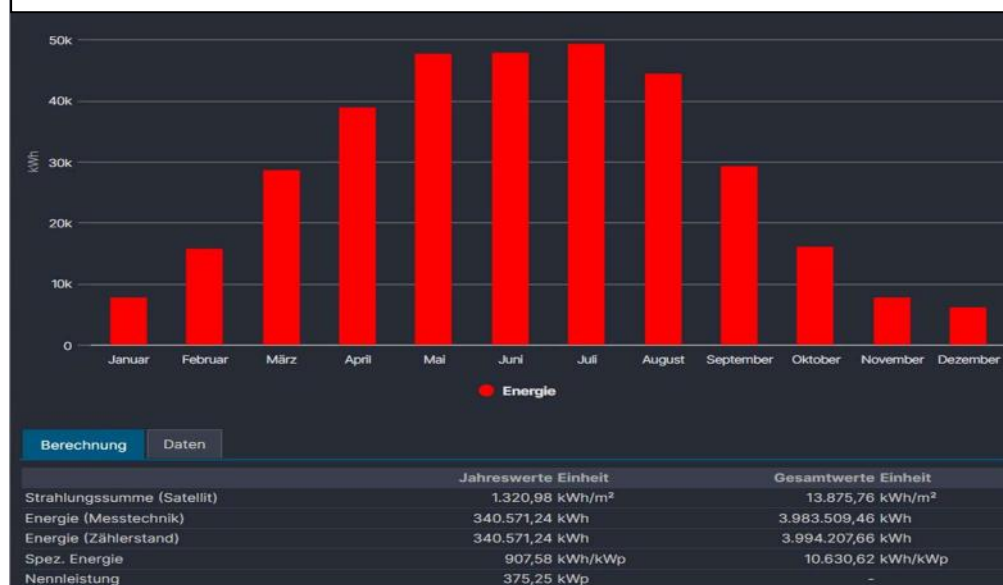 50k
40k
30k
20k
10k
0
kWh
Januar Februar März April Mai Juni Juli August September Oktober November Dezember
Energie
Berechnung Daten
Jahreswerte Einheit Gesamtwerte Einheit
Strahlungssumme (Satellit) 1.320,98 kWh/m² 13.875,76 kWh/m²
Energie (Messtechnik) 340.571,24 kWh 3.983.509,46 kWh
Energie (Zählerstand) 340.571,24 kWh 3.994.207,66 kWh
Spez. Energie 907,58 kWh/kWp 10.630,62 kWh/kWp
Nennleistung 375,25 kWp -